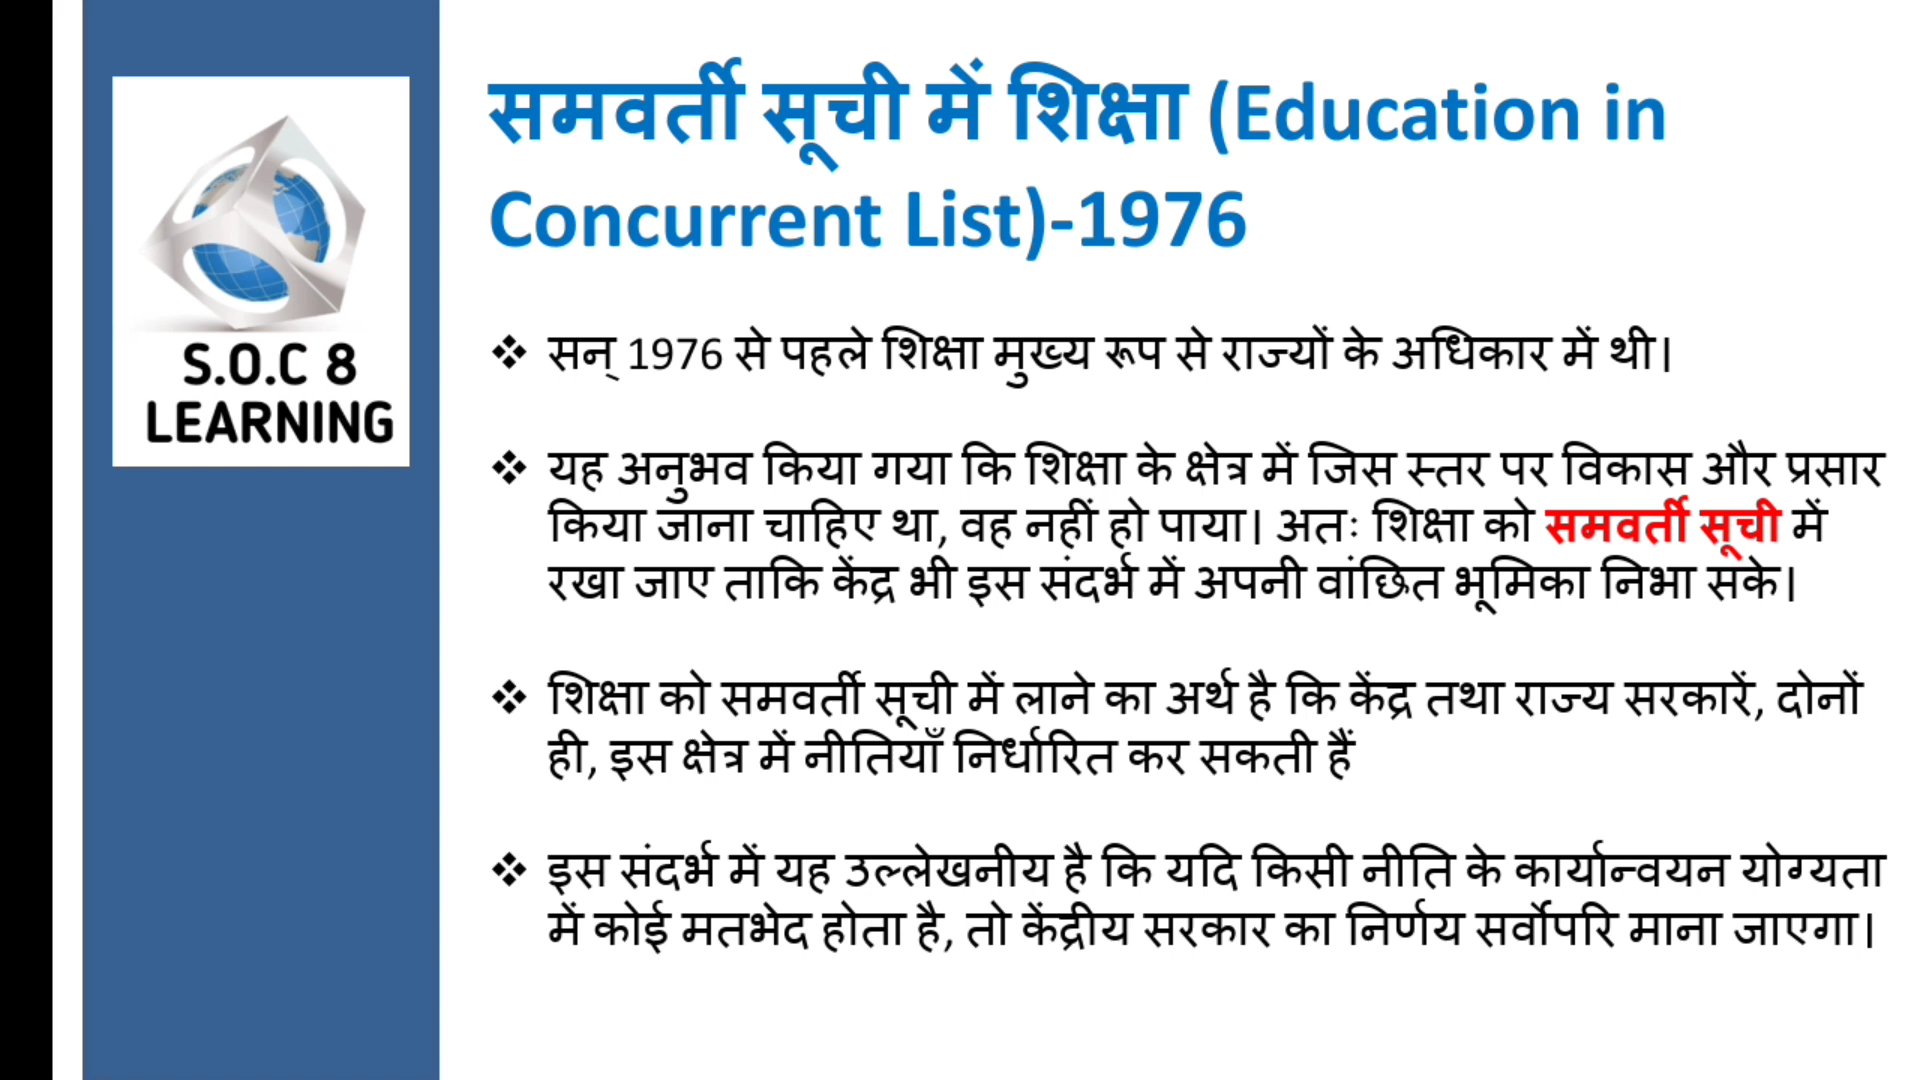 S.O.C 8
LEARNING
समवर्ती सूची में शिक्षा (Education in
Concurrent List)-1976
❖ सन् 1976 से पहले शिक्षा मुख्य रूप से राज्यों के अधिकार में थी।
❖ यह अनुभव किया गया कि शिक्षा के क्षेत्र में जिस स्तर पर विकास और प्रसार
किया जाना चाहिए था, वह नहीं हो पाया। अतः शिक्षा को समवर्ती सूची में
रखा जाए ताकि केंद्र भी इस संदर्भ में अपनी वांछित भूमिका निभा सके।
❖ शिक्षा को समवर्ती सूची में लाने का अर्थ है कि केंद्र तथा राज्य सरकारें, दोनों
ही, इस क्षेत्र में नीतियाँ निर्धारित कर सकती हैं
❖ इस संदर्भ में यह उल्लेखनीय है कि यदि किसी नीति के कार्यान्वयन योग्यता
में कोई मतभेद होता है, तो केंद्रीय सरकार का निर्णय सर्वोपरि माना जाएगा।